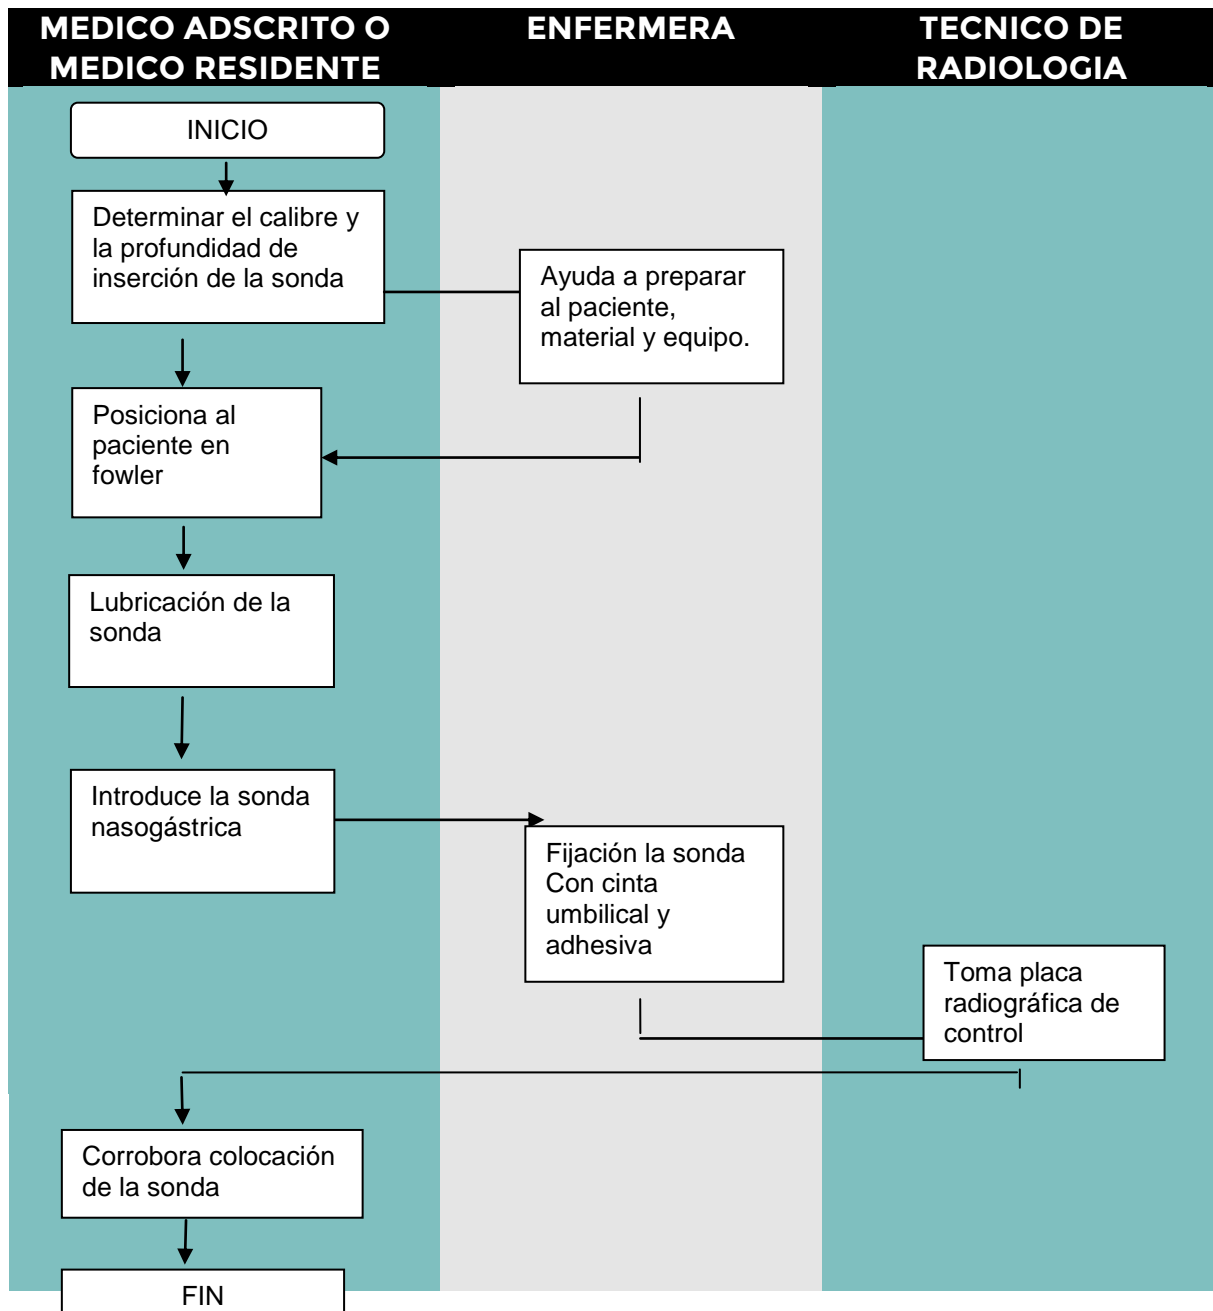 MEDICO ADSCRITO O
MEDICO RESIDENTE
ENFERMERA
TECNICO DE
RADIOLOGIA
INICIO
Determinar el calibre y
la profundidad de
inserción de la sonda
Ayuda a preparar
al paciente,
material y equipo.
Posiciona al
paciente en
fowler
Lubricación de la
sonda
Introduce la sonda
nasogástrica
Fijación la sonda
Con cinta
umbilical y
adhesiva
Toma placa
radiográfica de
control
Corrobora colocación
de la sonda
FIN